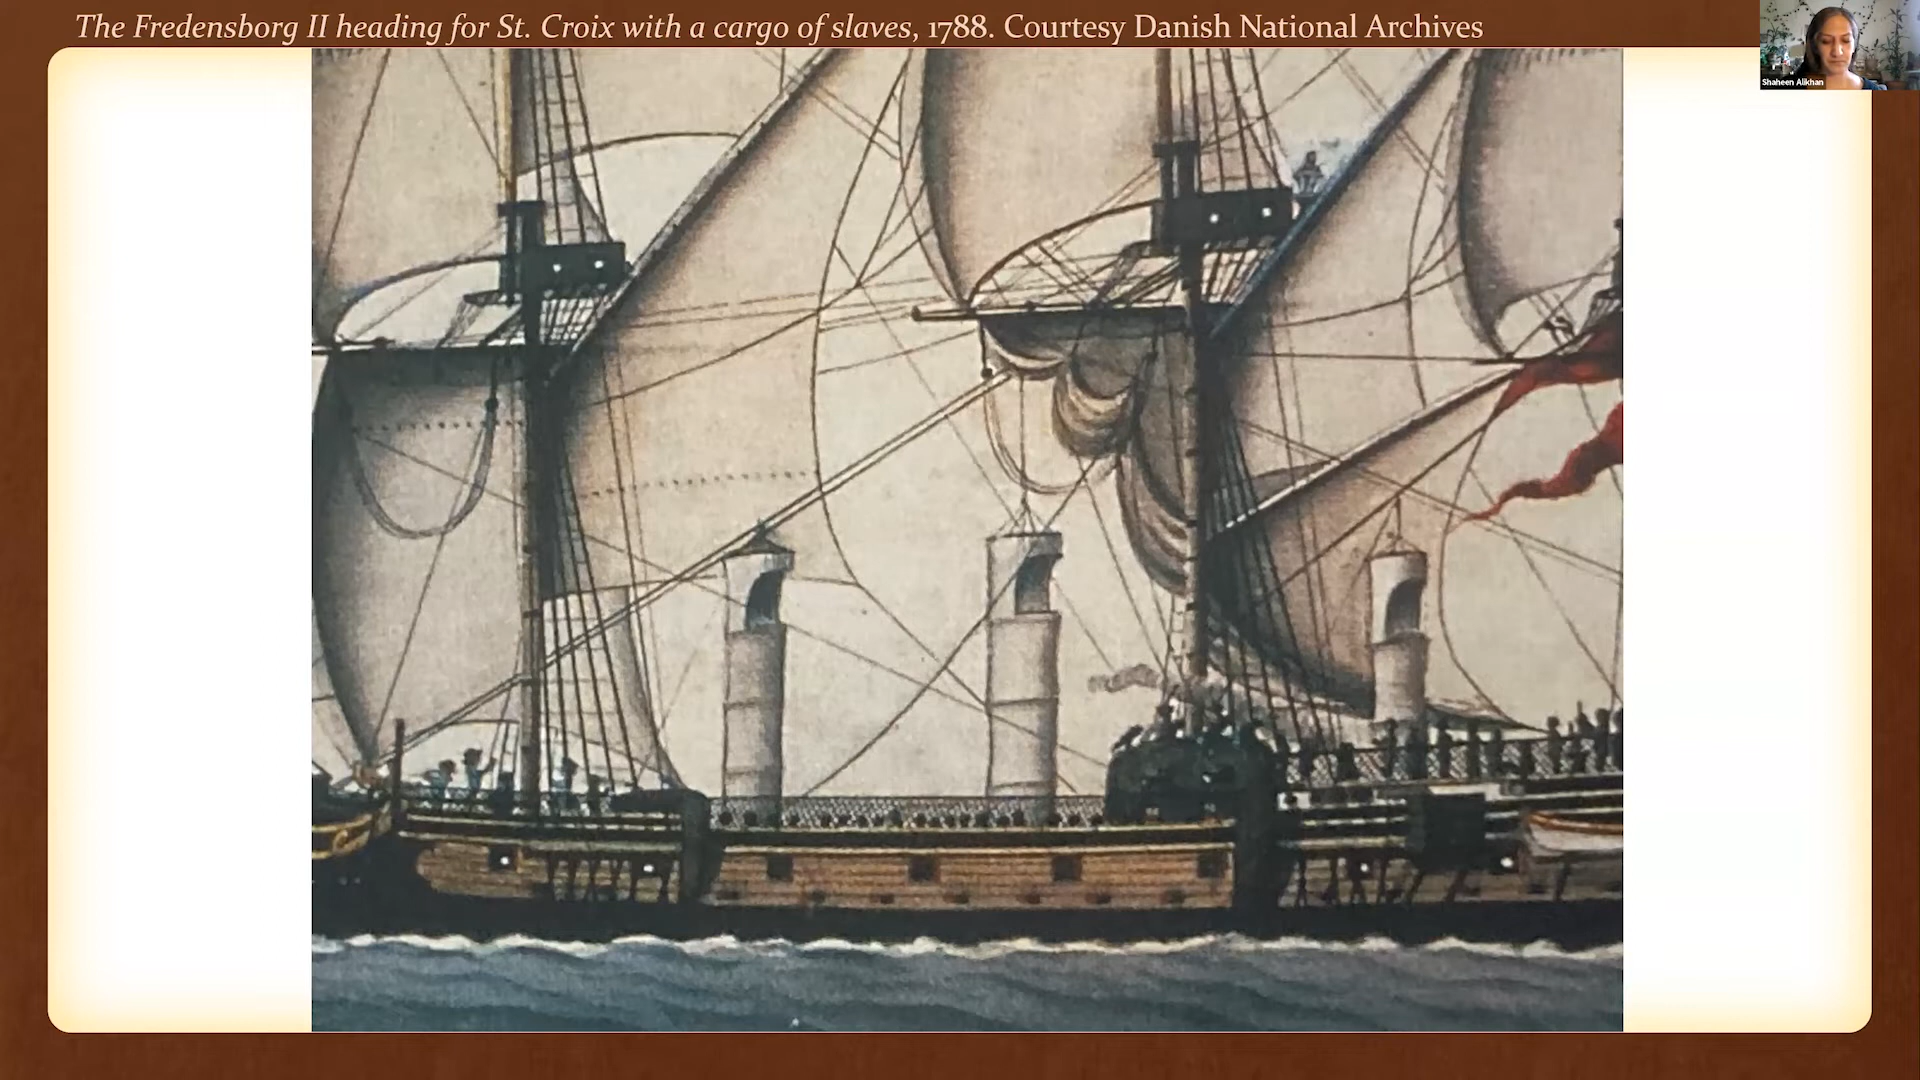 The Fredensborg II heading for St. Croix with a cargo of slaves, 1788. Courtesy Danish National Archives
Shaheen Alikhan